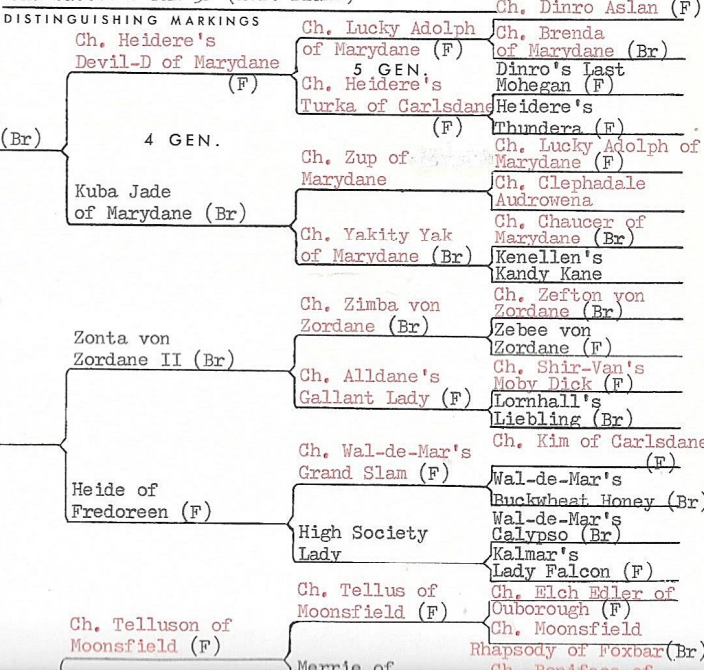 DISTINGUISHING MARKINGS
(Br)
4 GEN.
Ch. Heidere's
Devil-D of Marydane
(F)
Kuba Jade
of Marydane (Br)
Zonta von
Zordane II (Br)
Heide of
Fredoreen (F)
Ch. Telluson of
Moonsfield (F)
Ch. Lucky Adolph
of Marydane (F)
5 GEN.
Ch. Heidere's
Turka of Carlsdane
(F)
Ch. Zup of
Marydane
Ch. Yakity Yak
of Marydane (Br)
Ch. Zimba von
Zordane (Br)
Ch. Alldane's
Gallant Lady (F)
Ch. Wal-de-Mar's
Grand Slam (F)
High Society
Lady
Ch. Tellus of
Moonsfield (F)
Merrie of
Ch. Dinro Aslan (F)
Ch. Brenda
of Marydane (Br)
Dinro's Last
Mohegan (F)
Heidere's
Thundera (F)
Ch. Lucky Adolph of
Marydane (F)
Ch. Clephadale
Audrowena
Ch. Chaucer of
Marydane (Br)
Kenellen's
Kandy Kane
Ch. Zefton von
Zordane (Br)
Zebee von
Zordane (F)
Ch. Shir-Van's
Moby Dick (F)
Lornhall's
Liebling (Br)
Ch. Kim of Carlsdane
(F)
Wal-de-Mar's
Buckwheat Honey (Br)
Wal-de-Mar's
Calypso (Br)
Kalmar's
Lady Falcon (F)
Ch. Elch Edler of
Ouborough (F)
Ch. Moonsfield
Rhapsody of Foxbar(Br)